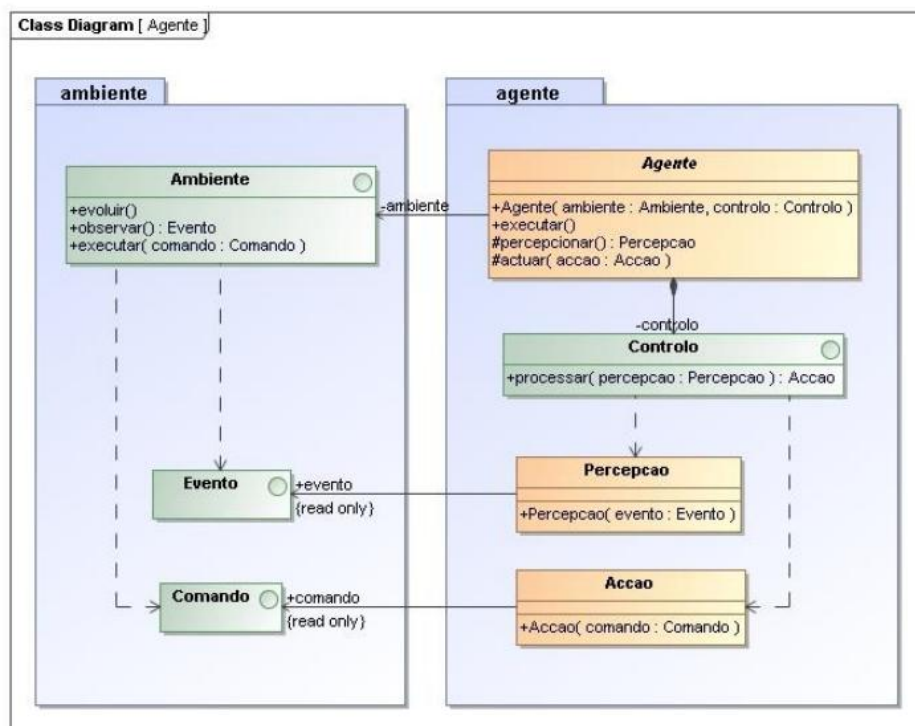 Class Diagram [ Agente ]
ambiente
Ambiente
+evoluir()
+observar() : Evento
+executar( comando : Comando )
-ambiente
Evento
+evento
{read only}
Comando
+comando
{read only}
agente
Agente
+Agente( ambiente : Ambiente, controlo : Controlo )
+executar()
#percepcionar() : Percepcao
#actuar( accao : Accao )
-controlo
Controlo
+processar( percepcao : Percepcao ) : Accao
Percepcao
+Percepcao( evento : Evento )
Accao
+Accao( comando : Comando )